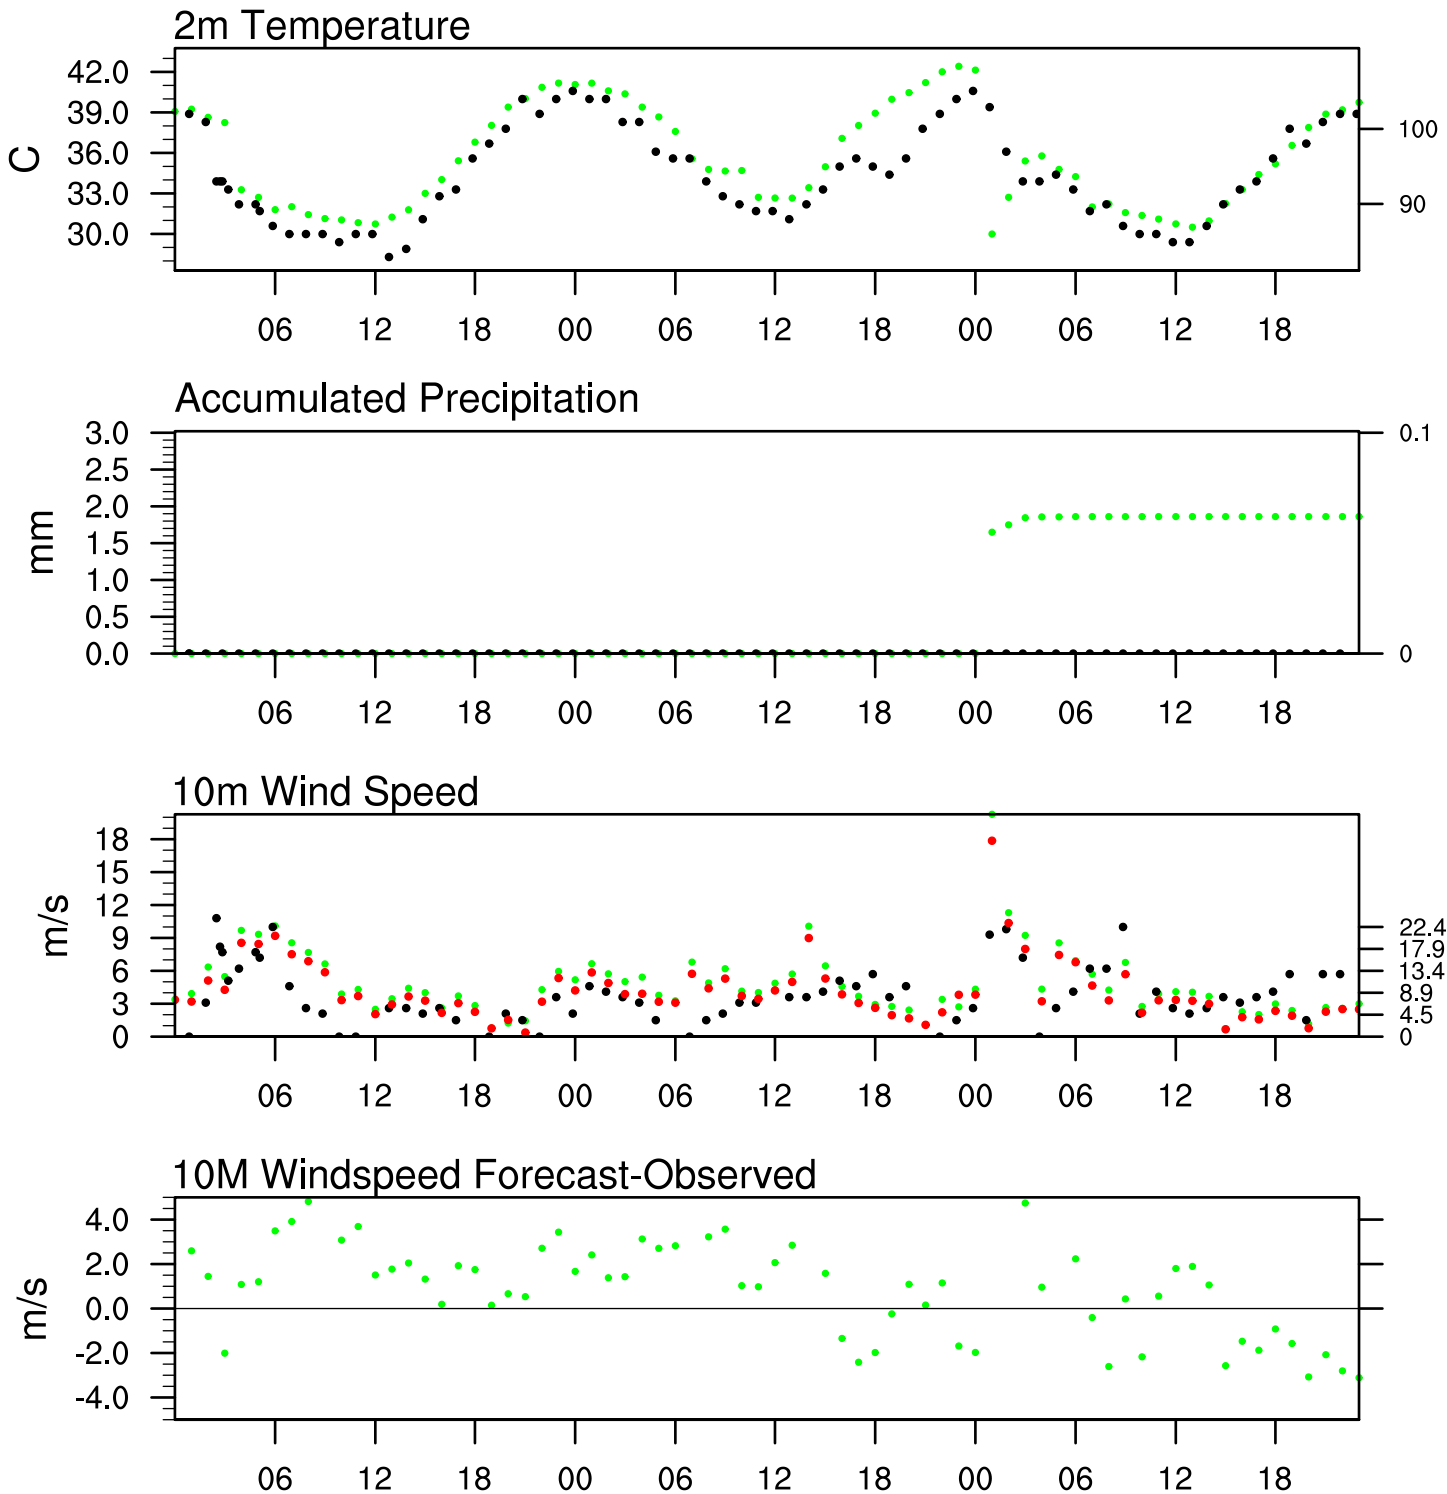 2m Temperature
42.0
39.0
36.0
33.0
30.0
C
100
90
06 12 18 00 06 12 18 00 06 12 18
Accumulated Precipitation
3.0
2.5
2.0
1.5
1.0
0.5
0.0
mm
0.1
0
06 12 18 00 06 12 18 00 06 12 18
10m Wind Speed
18
15
12
9
6
3
0
m/s
22.4
17.9
13.4
8.9
4.5
0
06 12 18 00 06 12 18 00 06 12 18
10M Windspeed Forecast-Observed
4.0
2.0
0.0
-2.0
-4.0
m/s
06 12 18 00 06 12 18 00 06 12 18